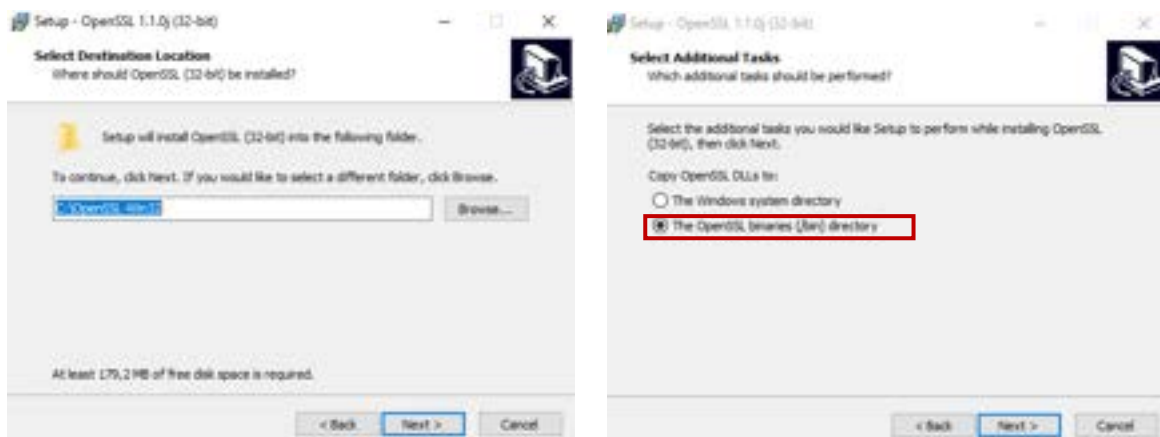 Setup - OpenSSL 1.1.0j (32-bit)
Select Destination Location
Where should OpenSSL (32-bit) be installed?
Setup will install OpenSSL (32-bit) into the following folder.
To continue, click Next. If you would like to select a different folder, click Browse.
C:\OpenSSL-Win32
Browse...
At least 179,2 MB of free disk space is required.
< Back
Next >
Cancel
Setup - OpenSSL 1.1.0j (32-bit)
Select Additional Tasks
Which additional tasks should be performed?
Select the additional tasks you would like Setup to perform while installing OpenSSL
(32-bit), then click Next.
Copy OpenSSL DLLs to:
The Windows system directory
The OpenSSL binaries (/bin) directory
< Back
Next >
Cancel